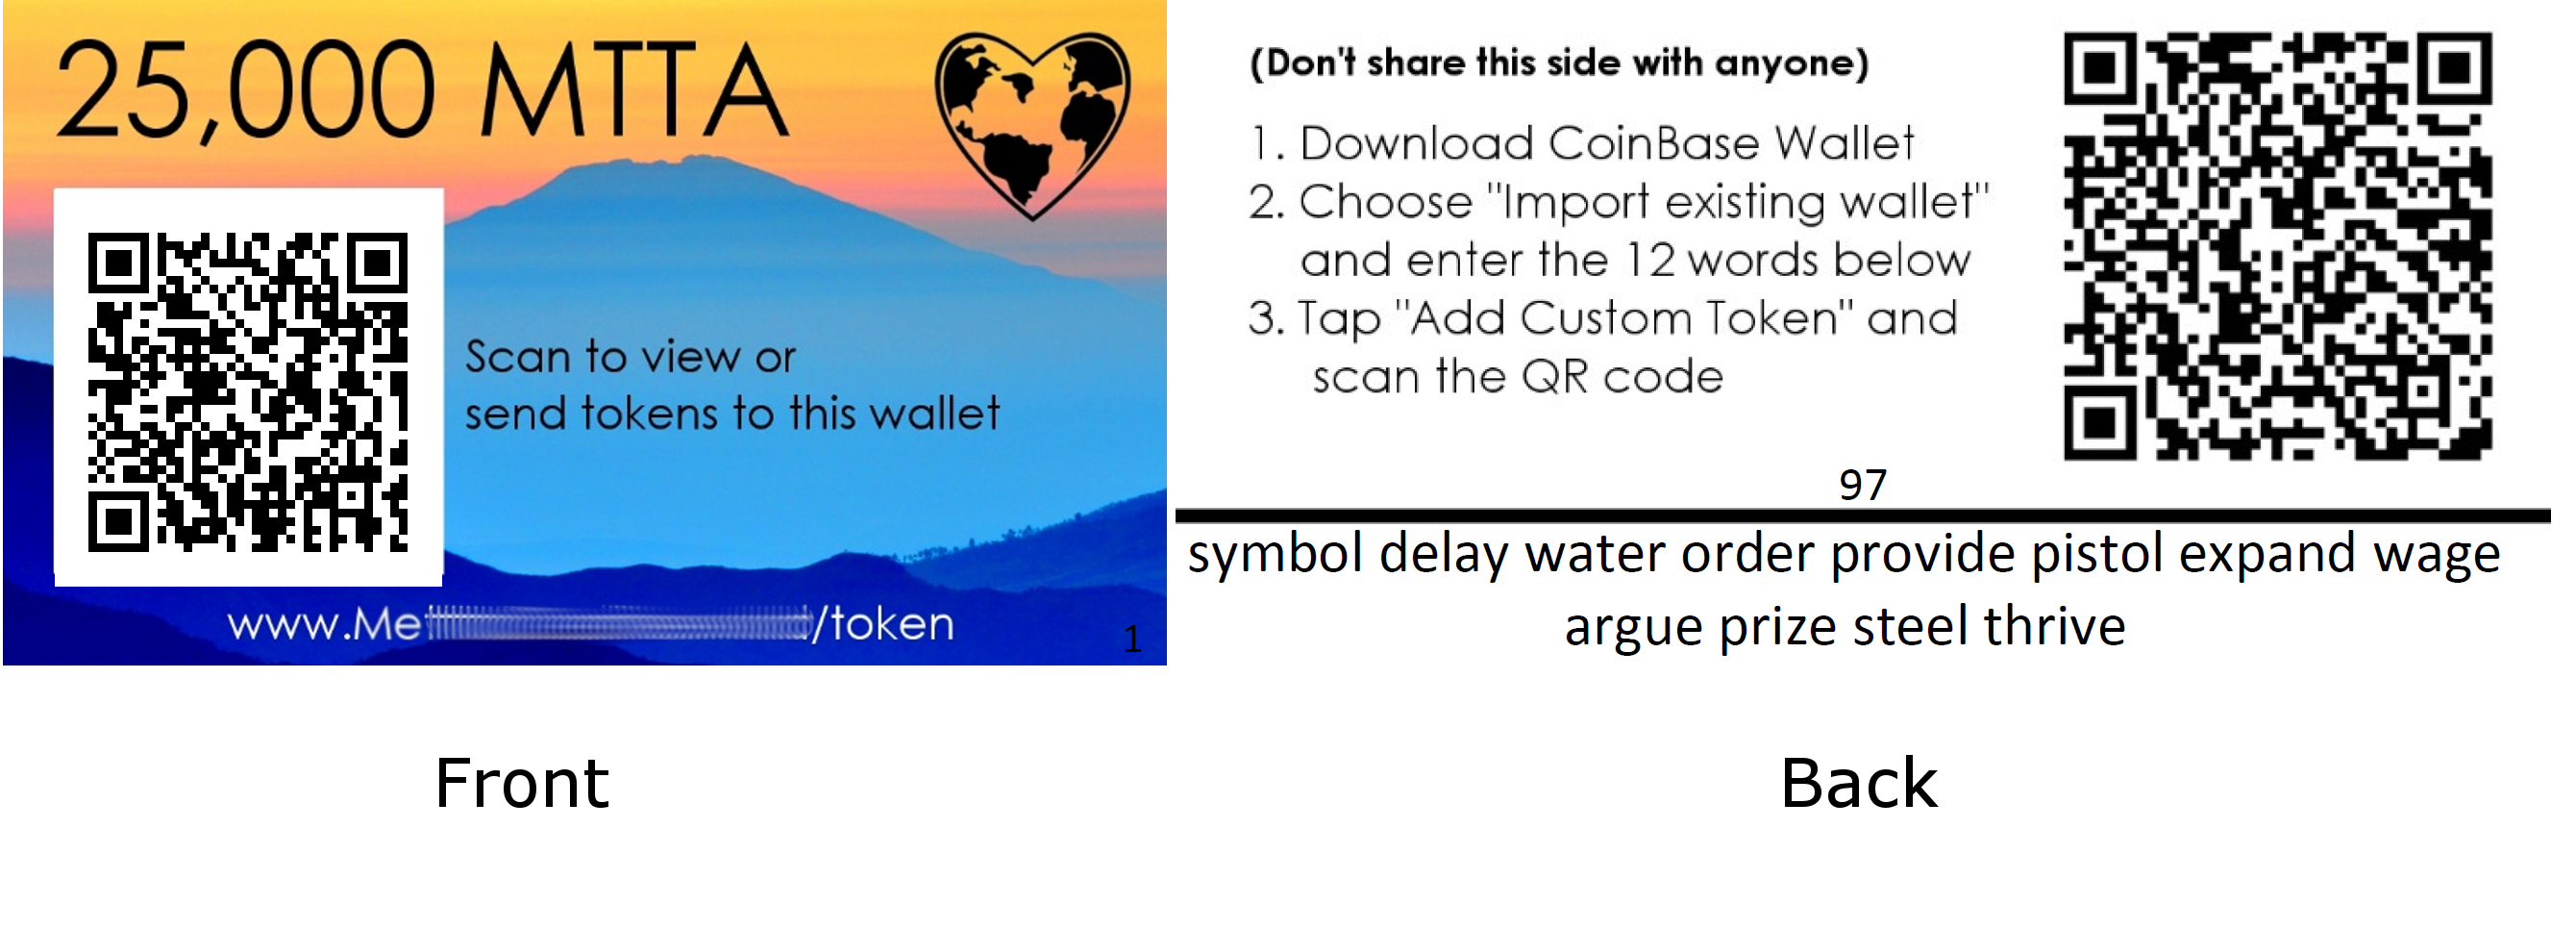 25,000 MTTA
Scan to view or
send tokens to this wallet
www.Me /token
1
Front
(Don't share this side with anyone)
1. Download CoinBase Wallet
2. Choose "Import existing wallet"
and enter the 12 words below
3. Tap "Add Custom Token" and
scan the QR code
97
symbol delay water order provide pistol expand wage
argue prize steel thrive
Back